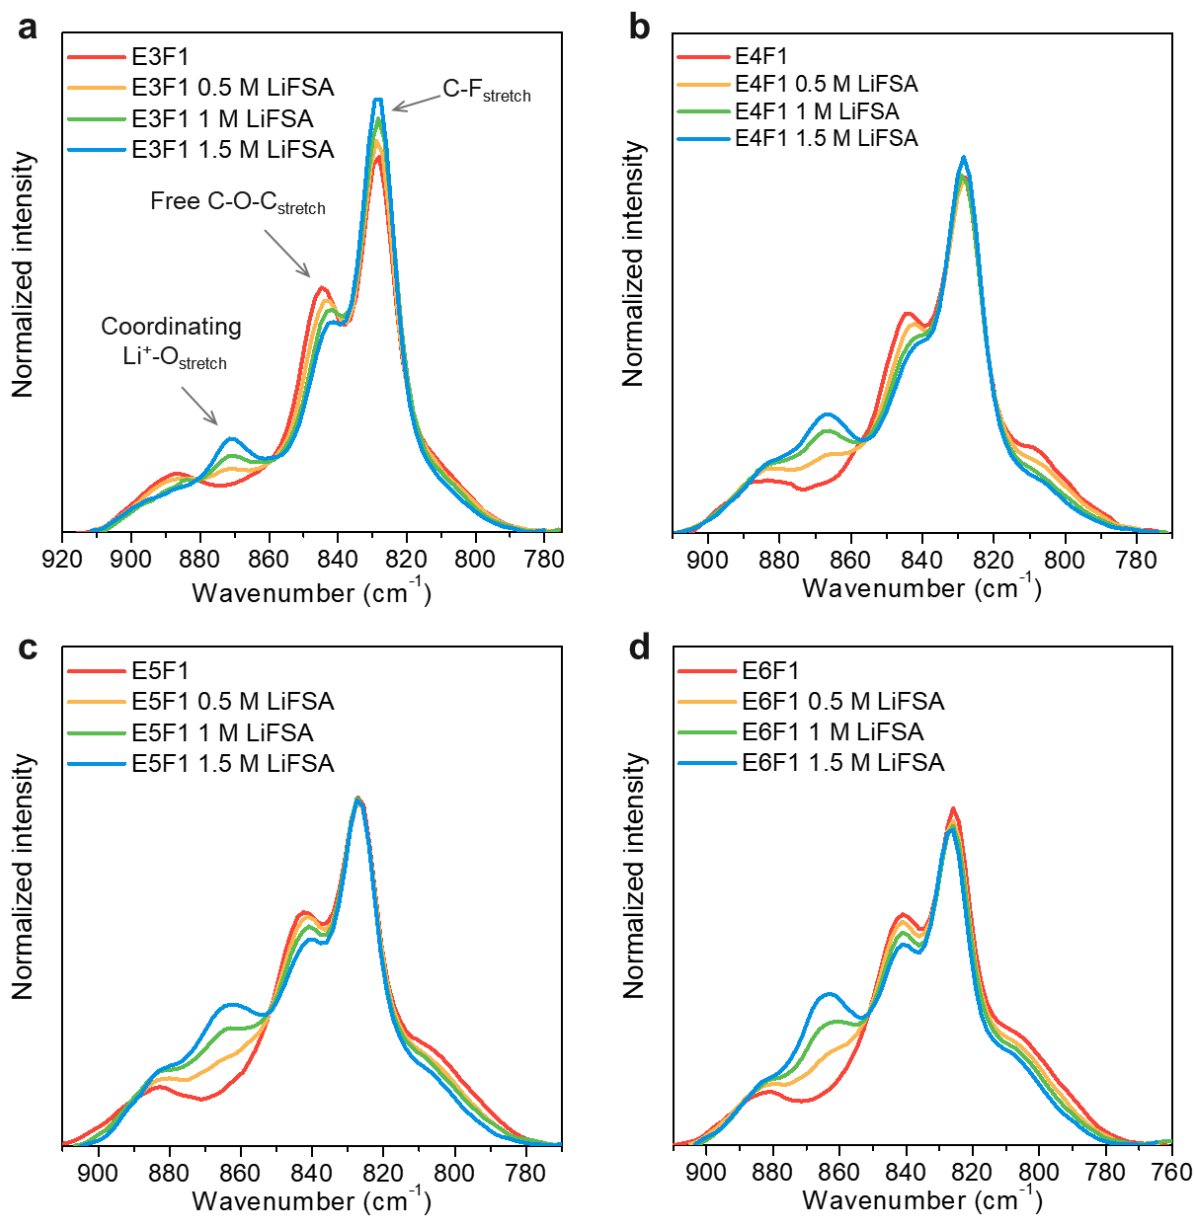 a
E3F1
E3F1 0.5 M LiFSA
E3F1 1 M LiFSA
E3F1 1.5 M LiFSA
C-Fstretch
Free C-O-Cstretch
Coordinating
Li+-Ostretch
Normalized intensity
920 900 880 860 840 820 800 780
Wavenumber (cm-1)
b
E4F1
E4F1 0.5 M LiFSA
E4F1 1 M LiFSA
E4F1 1.5 M LiFSA
Normalized intensity
900 880 860 840 820 800 780
Wavenumber (cm-1)
c
E5F1
E5F1 0.5 M LiFSA
E5F1 1 M LiFSA
E5F1 1.5 M LiFSA
Normalized intensity
900 880 860 840 820 800 780
Wavenumber (cm-1)
d
E6F1
E6F1 0.5 M LiFSA
E6F1 1 M LiFSA
E6F1 1.5 M LiFSA
Normalized intensity
900 880 860 840 820 800 780 760
Wavenumber (cm-1)